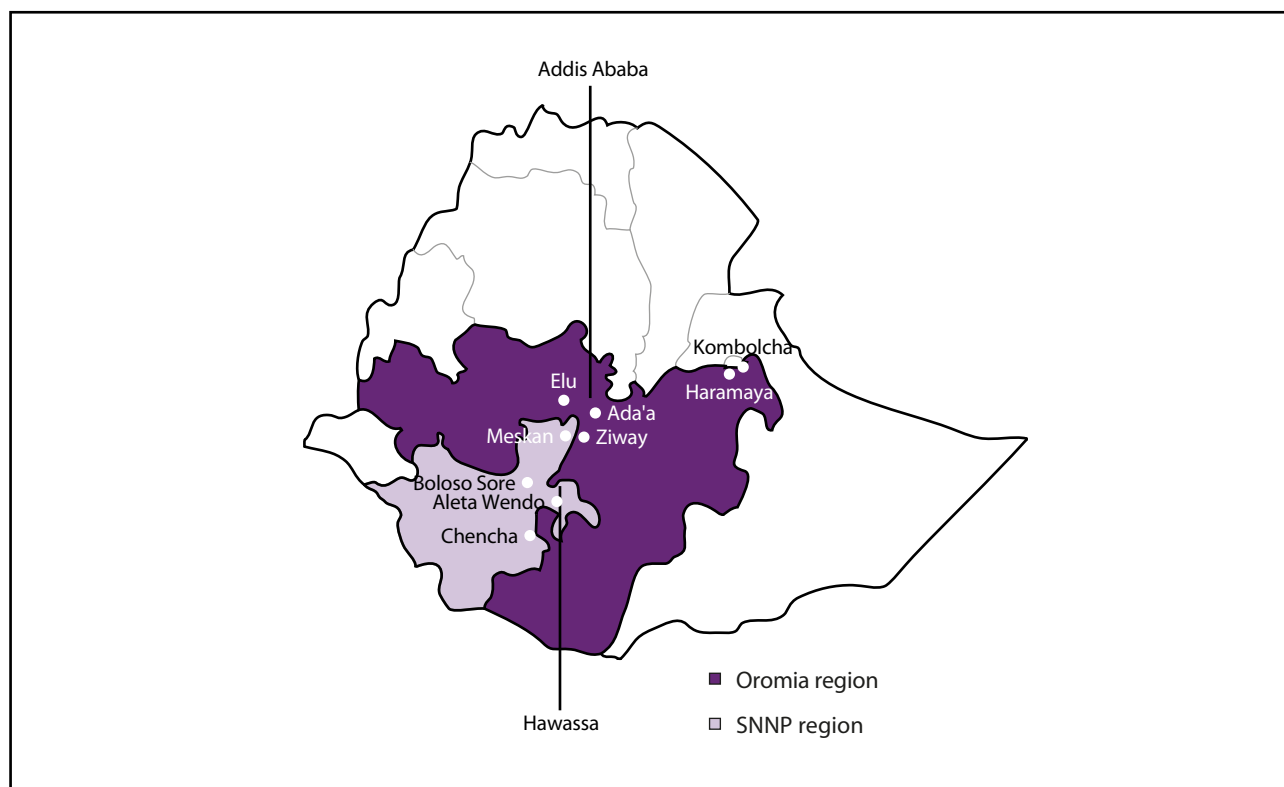 Addis Ababa
Kombolcha
Haramaya
Elu
Ada'a
Meskan
Ziway
Boloso Sore
Aleta Wendo
Chencha
Oromia region
Hawassa
SNNP region